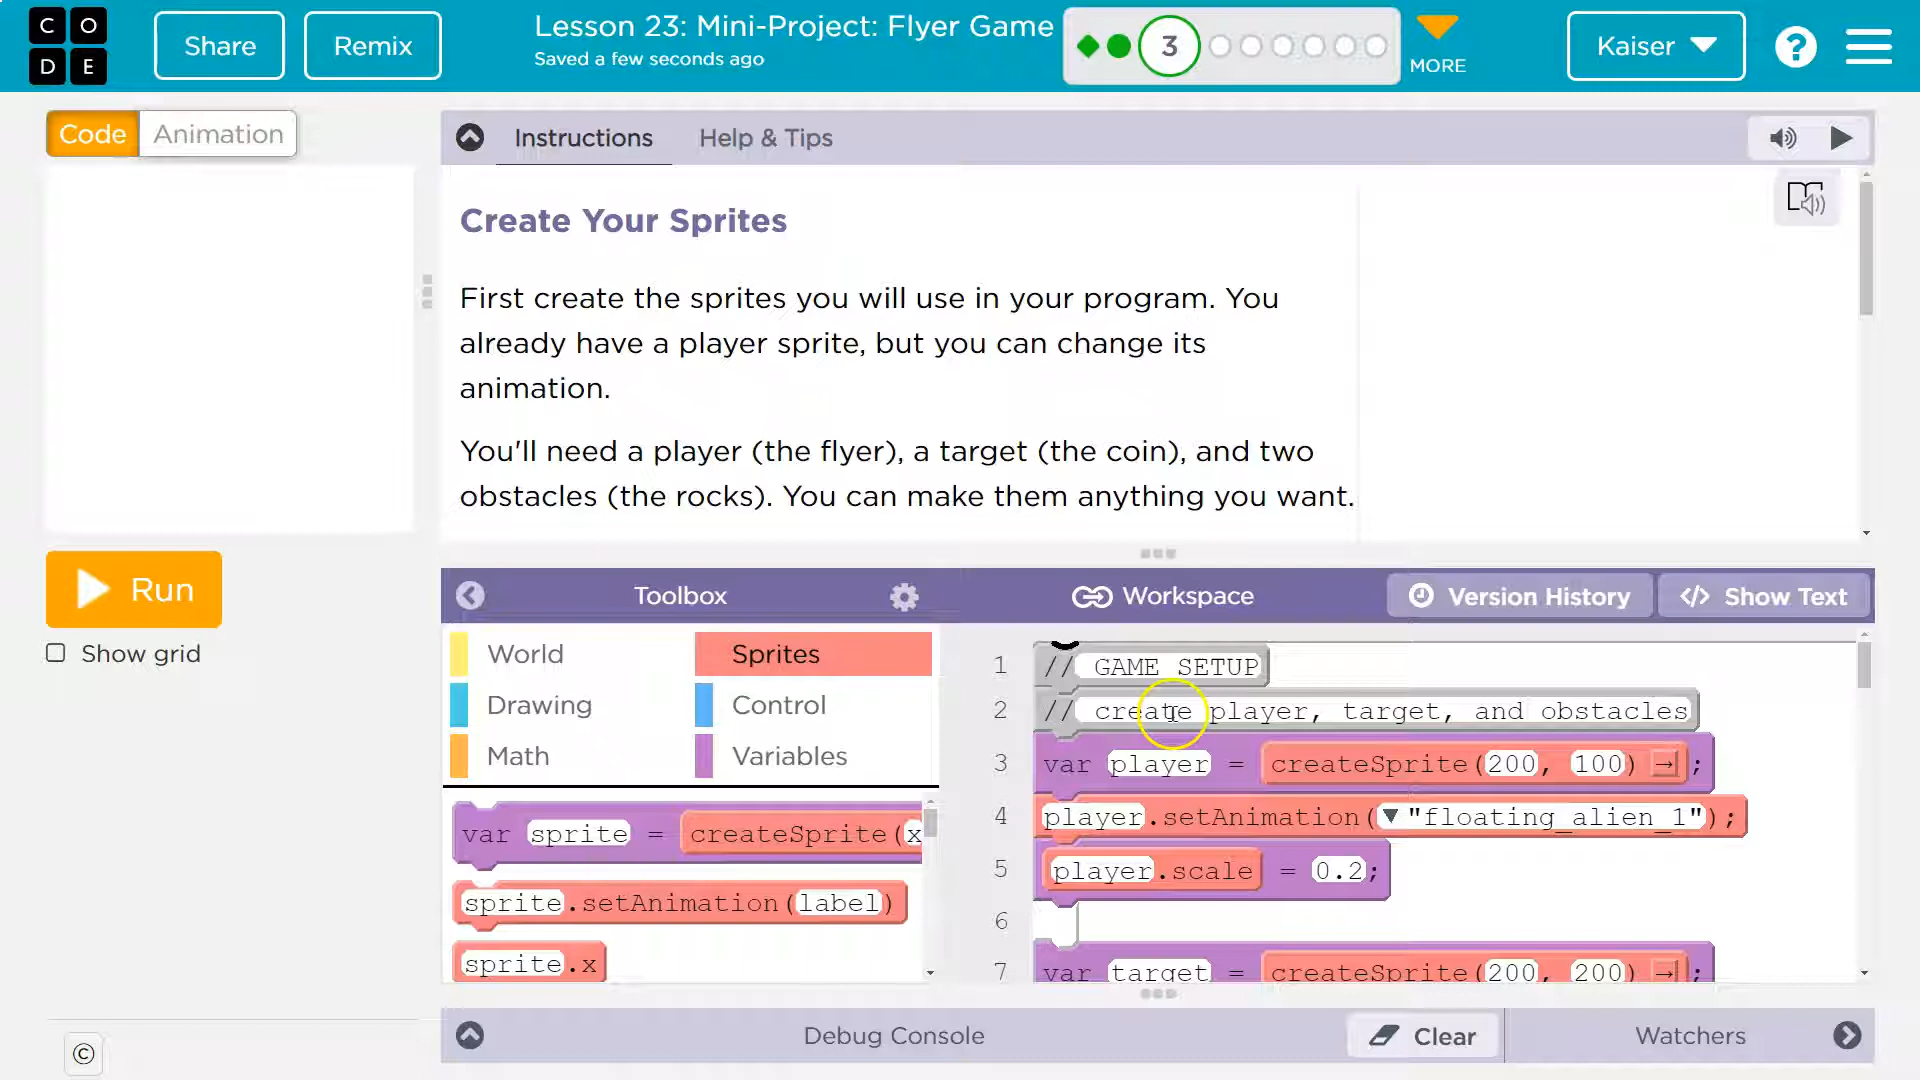 CO
DE
Share
Remix
Lesson 23: Mini-Project: Flyer Game
Saved a few seconds ago
3
MORE
Kaiser
?
Code
Animation
Instructions
Help & Tips
Create Your Sprites
First create the sprites you will use in your program. You
already have a player sprite, but you can change its
animation.
You'll need a player (the flyer), a target (the coin), and two
obstacles (the rocks). You can make them anything you want.
Run
Show grid
Toolbox
Workspace
Version History
</> Show Text
World
Sprites
Drawing
Control
Math
Variables
var sprite = createSprite(x
sprite.setAnimation(label)
sprite.x
1 // GAME SETUP
2 // create player, target, and obstacles
3 var player = createSprite(200, 100) →;
4 player.setAnimation(▼"floating_alien_1");
5 player.scale = 0.2;
6
7 var target = createSprite(200, 200) →;
©
Debug Console
Clear
Watchers